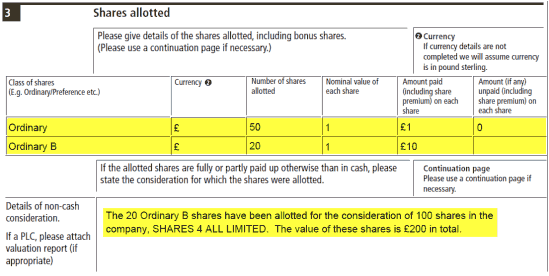 3
Shares allotted
Please give details of the shares allotted, including bonus shares.
(Please use a continuation page if necessary.)
❷ Currency
If currency details are not
completed we will assume currency
is in pound sterling.
Class of shares
(E.g. Ordinary/Preference etc.)
Currency ❷
Number of shares
allotted
Nominal value of
each share
Amount paid
(including share
premium) on each
share
Amount (if any)
unpaid (including
share premium) on
each share
Ordinary £ 50 1 £1 0
Ordinary B £ 20 1 £10
If the allotted shares are fully or partly paid up otherwise than in cash, please
state the consideration for which the shares were allotted.
Continuation page
Please use a continuation page if
necessary.
Details of non-cash
consideration.
If a PLC, please attach
valuation report (if
appropriate)
The 20 Ordinary B shares have been allotted for the consideration of 100 shares in the
company, SHARES 4 ALL LIMITED. The value of these shares is £200 in total.